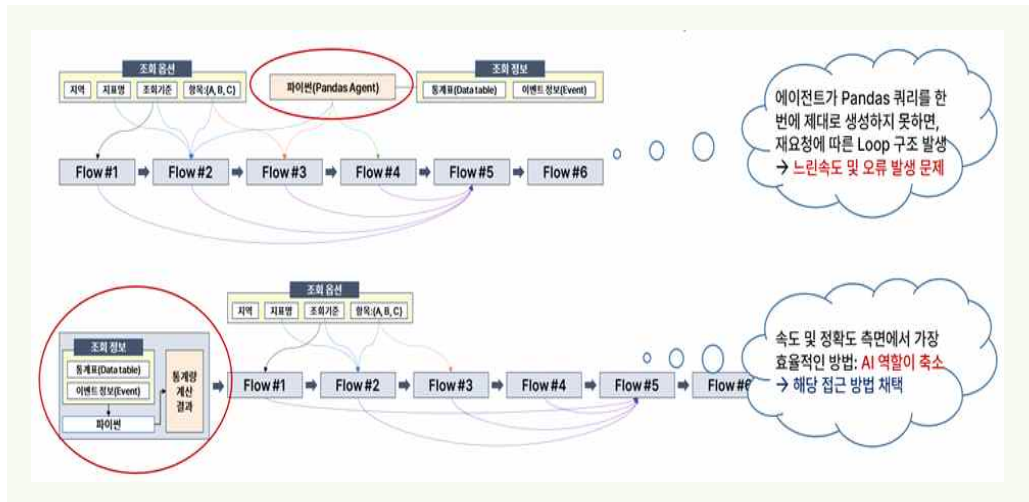 조회 옵션
지역 지표명 조회기준 항목:(A, B, C)
파이썬(Pandas Agent)
조회 정보
통계표(Data table) 이벤트 정보(Event)
Flow #1 Flow #2 Flow #3 Flow #4 Flow #5 Flow #6
에이전트가 Pandas 쿼리를 한
번에 제대로 생성하지 못하면,
재요청에 따른 Loop 구조 발생
→ 느린속도 및 오류 발생 문제
조회 옵션
지역 지표명 조회기준 항목:(A, B, C)
조회 정보
통계표(Data table)
이벤트 정보(Event)
파이썬
통계량
계산
결과
Flow #1 Flow #2 Flow #3 Flow #4 Flow #5 Flow #6
속도 및 정확도 측면에서 가장
효율적인 방법: AI 역할이 축소
→ 해당 접근 방법 채택